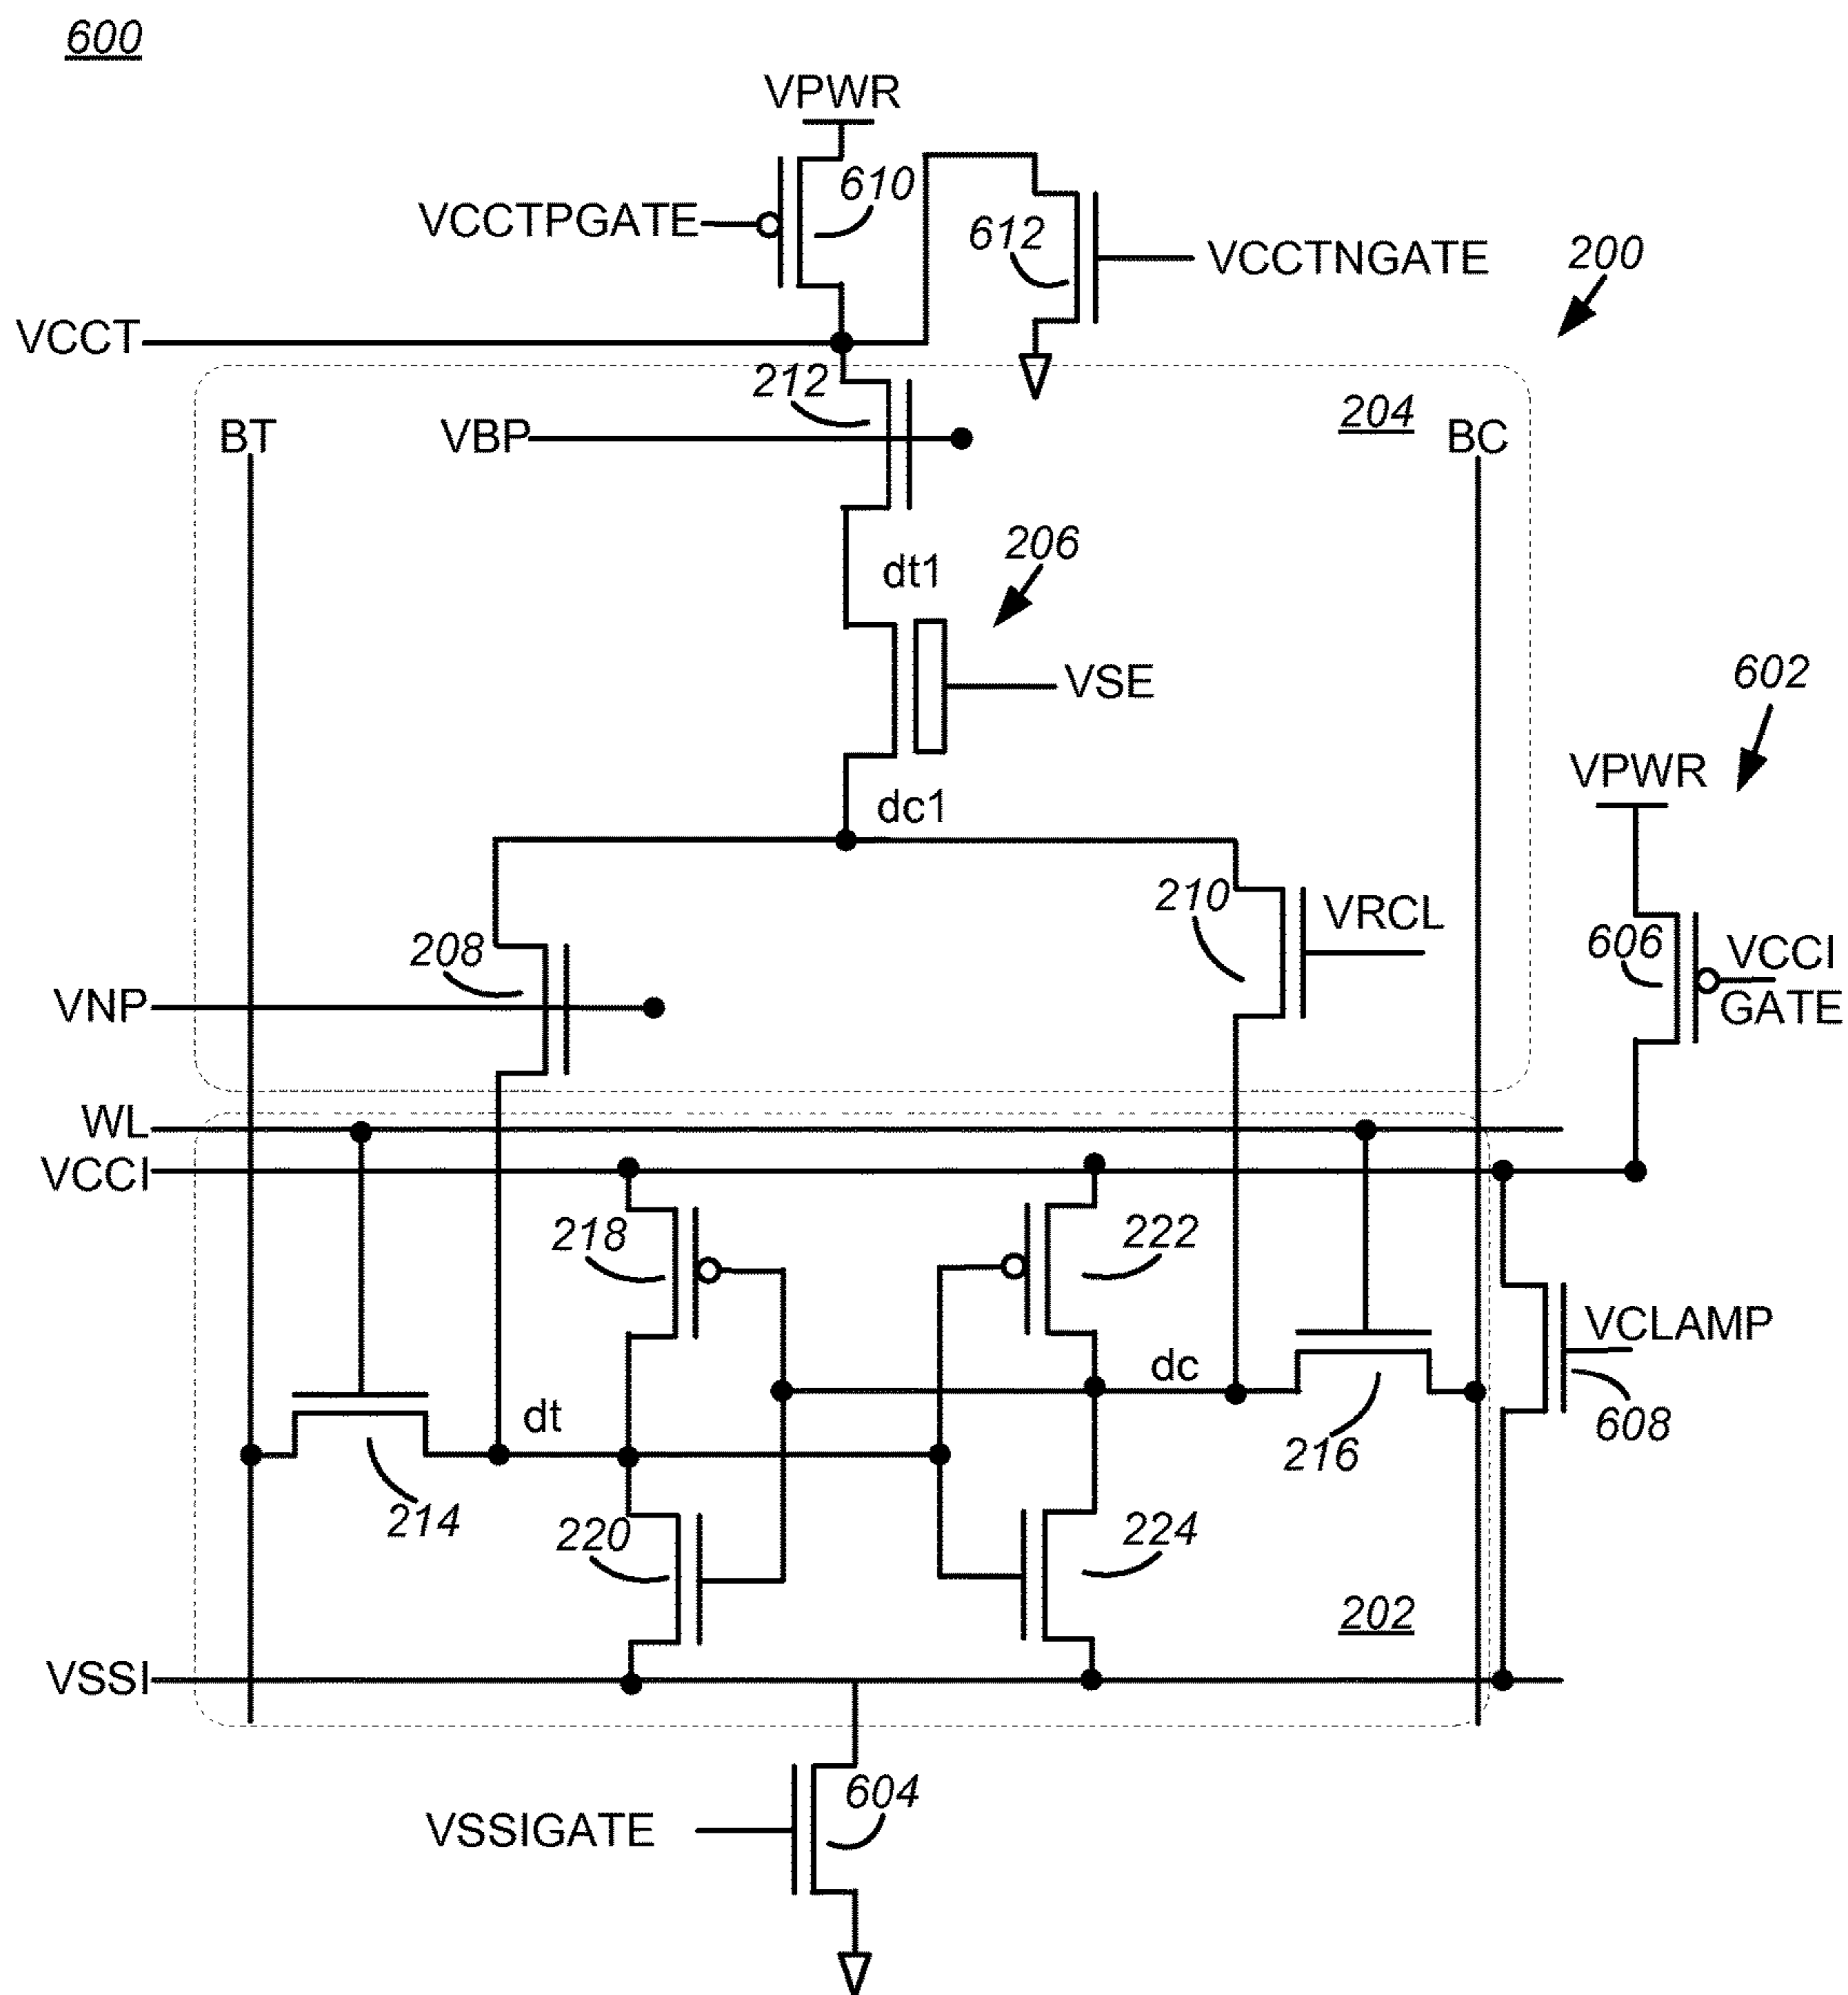 600
VPWR
610
VCCTPGATE
612
VCCTNGATE
200
VCCT
212
204
BT
VBP
BC
206
dt1
VSE
602
VPWR
dc1
210
VRCL
208
606
VCCI
GATE
VNP
WL
VCCI
218
222
VCLAMP
dc
dt
608
216
214
220
224
202
VSSI
604
VSSIGATE